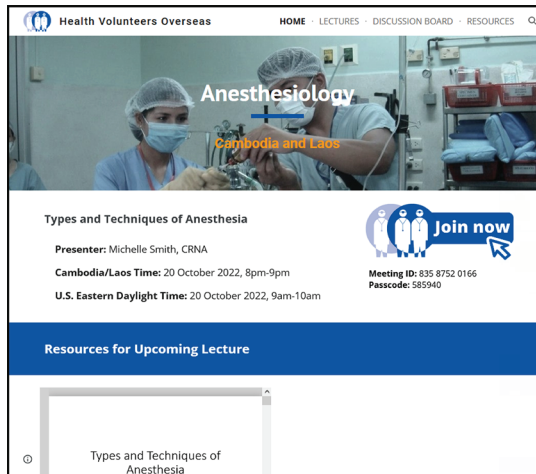 Health Volunteers Overseas
HOME · LECTURES · DISCUSSION BOARD · RESOURCES
Anesthesiology
Cambodia and Laos
Types and Techniques of Anesthesia
Presenter: Michelle Smith, CRNA
Cambodia/Laos Time: 20 October 2022, 8pm-9pm
U.S. Eastern Daylight Time: 20 October 2022, 9am-10am
Join now
Meeting ID: 835 8752 0166
Passcode: 585940
Resources for Upcoming Lecture
Types and Techniques of
Anesthesia